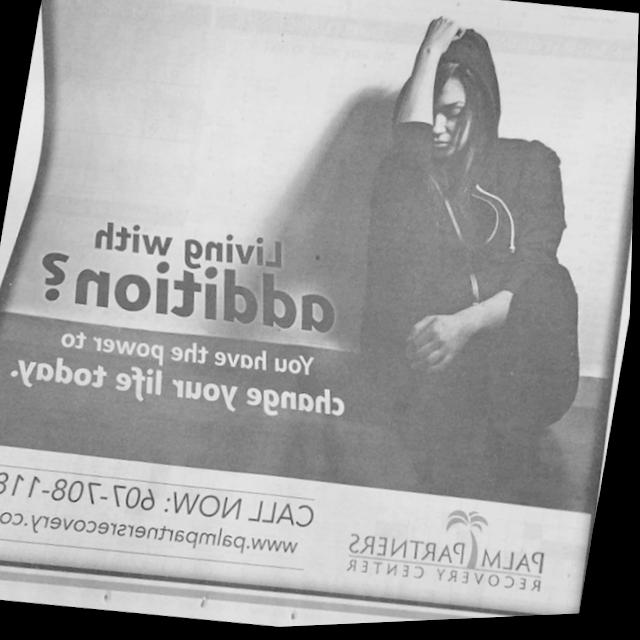 Living with
addition?
You have the power to
change your life today.
CALL NOW: 607-708-118
www.palmpartnersrecovery.co
PALM PARTNERS
RECOVERY CENTER